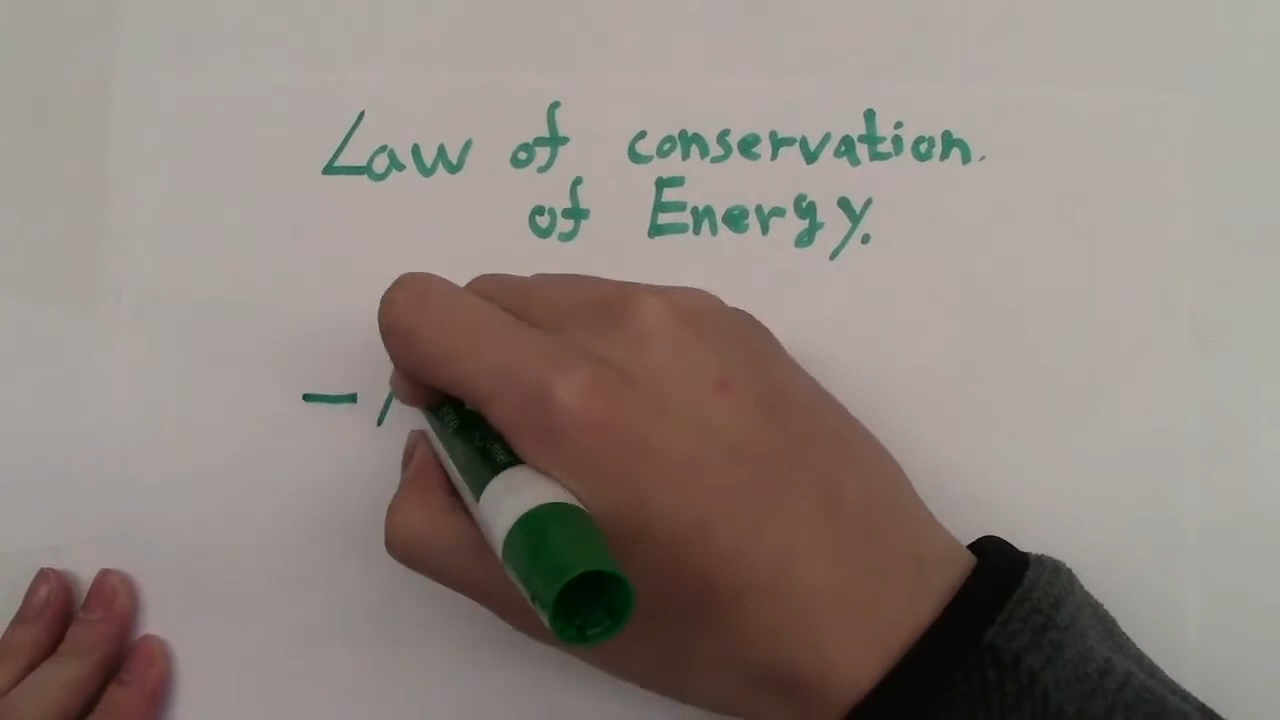 Law of conservation.
of Energy.
-